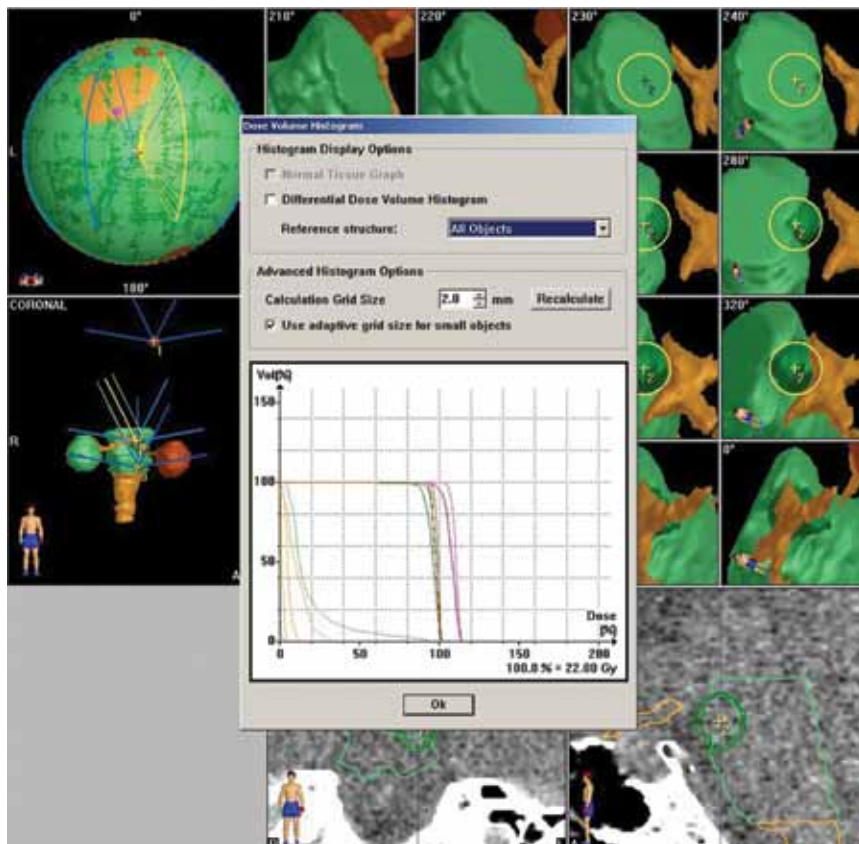 0°
210°
220°
230°
240°
L
180°
Dose Volume Histogram
Histogram Display Options
Normal Tissue Graph
Differential Dose Volume Histogram
Reference structure:
All Objects
Advanced Histogram Options
Calculation Grid Size
2.0
mm
Recalculate
Use adaptive grid size for small objects
280°
320°
0°
CORONAL
R
A
Vol(%)
150
100
50
0
0
50
100
150
200
Dose
(%)
100.0 % = 22.00 Gy
Ok